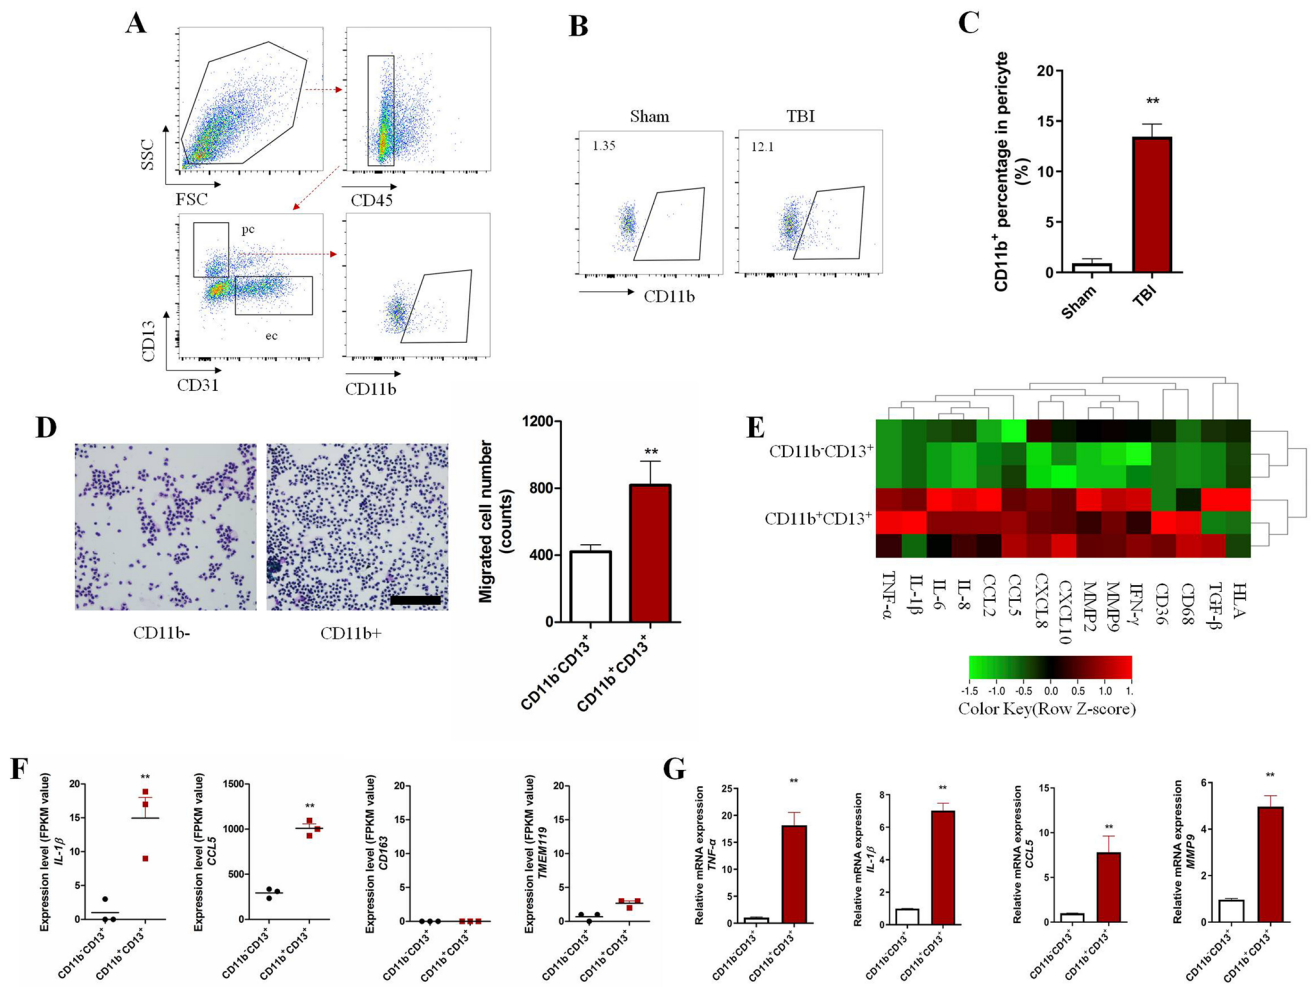 A
SSC
FSC
CD45
CD13
pc
ec
CD31
CD11b
B
Sham
TBI
1.35
12.1
CD11b
C
CD11b+ percentage in pericyte
(%)
20
15
10
5
0
**
Sham
TBI
D
CD11b-
CD11b+
Migrated cell number
(counts)
1200
800
400
0
**
CD11b-CD13+
CD11b+CD13+
E
CD11b-CD13+
CD11b+CD13+
TNF-α
IL-1β
IL-6
IL-8
CCL2
CCL5
CXCL8
CXCL10
MMP2
MMP9
IFN-γ
CD36
CD68
TGF-β
HLA
-1.5 -1.0 -0.5 0.0 0.5 1.0 1.
Color Key(Row Z-score)
F
Expression level (FPKM value)
IL-1β
20
15
10
5
0
**
CD11b-CD13+
CD11b+CD13+
Expression level (FPKM value)
CCL5
1500
1000
500
0
**
CD11b-CD13+
CD11b+CD13+
Expression level (FPKM value)
CD163
20
15
10
5
0
CD11b-CD13+
CD11b+CD13+
Expression level (FPKM value)
TMEM119
20
15
10
5
0
CD11b-CD13+
CD11b+CD13+
G
Relative mRNA expression
TNF-α
25
20
15
10
5
0
**
CD11b-CD13+
CD11b+CD13+
Relative mRNA expression
IL-1β
8
6
4
2
0
**
CD11b-CD13+
CD11b+CD13+
Relative mRNA expression
CCL5
15
10
5
0
**
CD11b-CD13+
CD11b+CD13+
Relative mRNA expression
MMP9
6
4
2
0
**
CD11b-CD13+
CD11b+CD13+